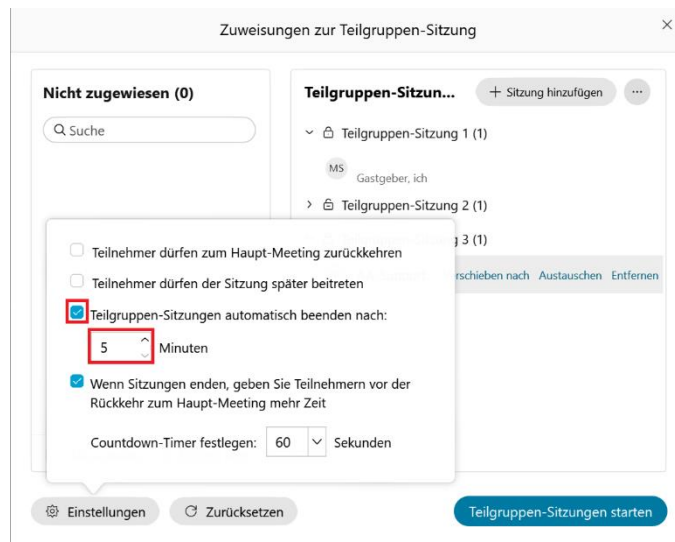 Zuweisungen zur Teilgruppen-Sitzung
Nicht zugewiesen (0)
Suche
Teilgruppen-Sitzun...
+ Sitzung hinzufügen
...
Teilgruppen-Sitzung 1 (1)
MS
Gastgeber, ich
Teilgruppen-Sitzung 2 (1)
g 3 (1)
rschieben nach Austauschen Entfernen
Teilnehmer dürfen zum Haupt-Meeting zurückkehren
Teilnehmer dürfen der Sitzung später beitreten
Teilgruppen-Sitzungen automatisch beenden nach:
5 Minuten
Wenn Sitzungen enden, geben Sie Teilnehmern vor der
Rückkehr zum Haupt-Meeting mehr Zeit
Countdown-Timer festlegen: 60 Sekunden
Einstellungen
Zurücksetzen
Teilgruppen-Sitzungen starten